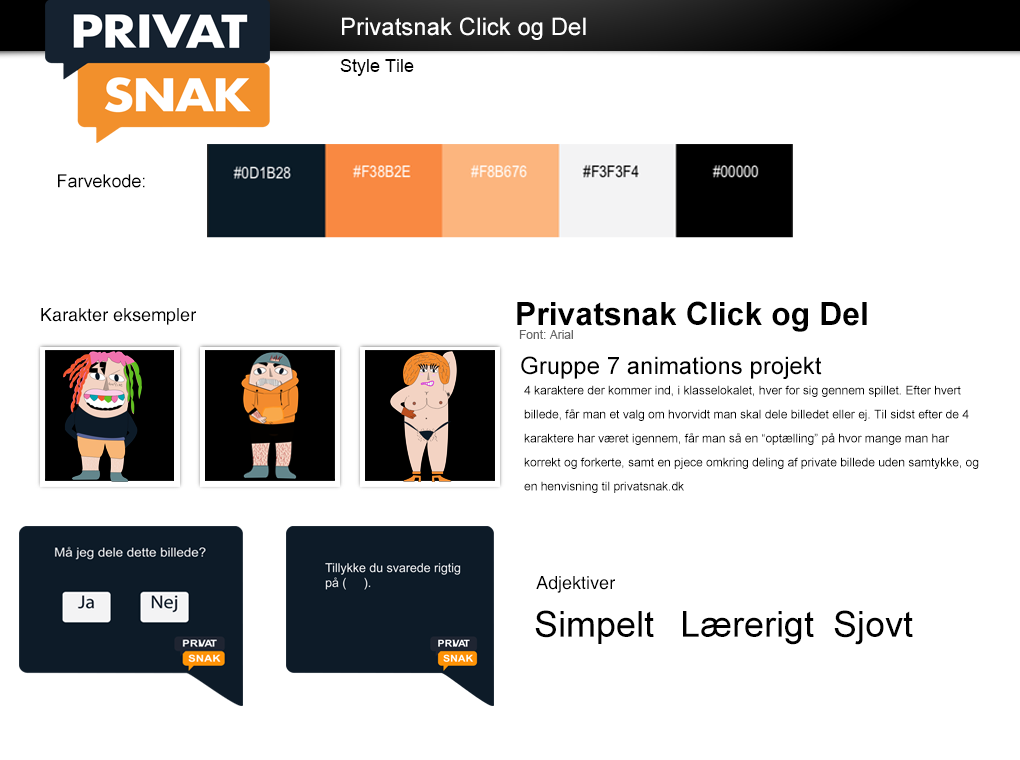 PRIVAT
SNAK
Privatsnak Click og Del
Style Tile
Farvekode:
#0D1B28
#F38B2E
#F8B676
#F3F3F4
#00000
Karakter eksempler
Privatsnak Click og Del
Font: Arial
Gruppe 7 animations projekt
4 karaktere der kommer ind, i klasselokalet, hver for sig gennem spillet. Efter hvert
billede, får man et valg om hvorvidt man skal dele billedet eller ej. Til sidst efter de 4
karaktere har været igennem, får man så en “optælling” på hvor mange man har
korrekt og forkerte, samt en pjece omkring deling af private billede uden samtykke, og
en henvisning til privatsnak.dk
Må jeg dele dette billede?
Ja
Nej
PRIVAT
SNAK
Tillykke du svarede rigtig
på ( ).
PRIVAT
SNAK
Adjektiver
Simpelt Lærerigt Sjovt